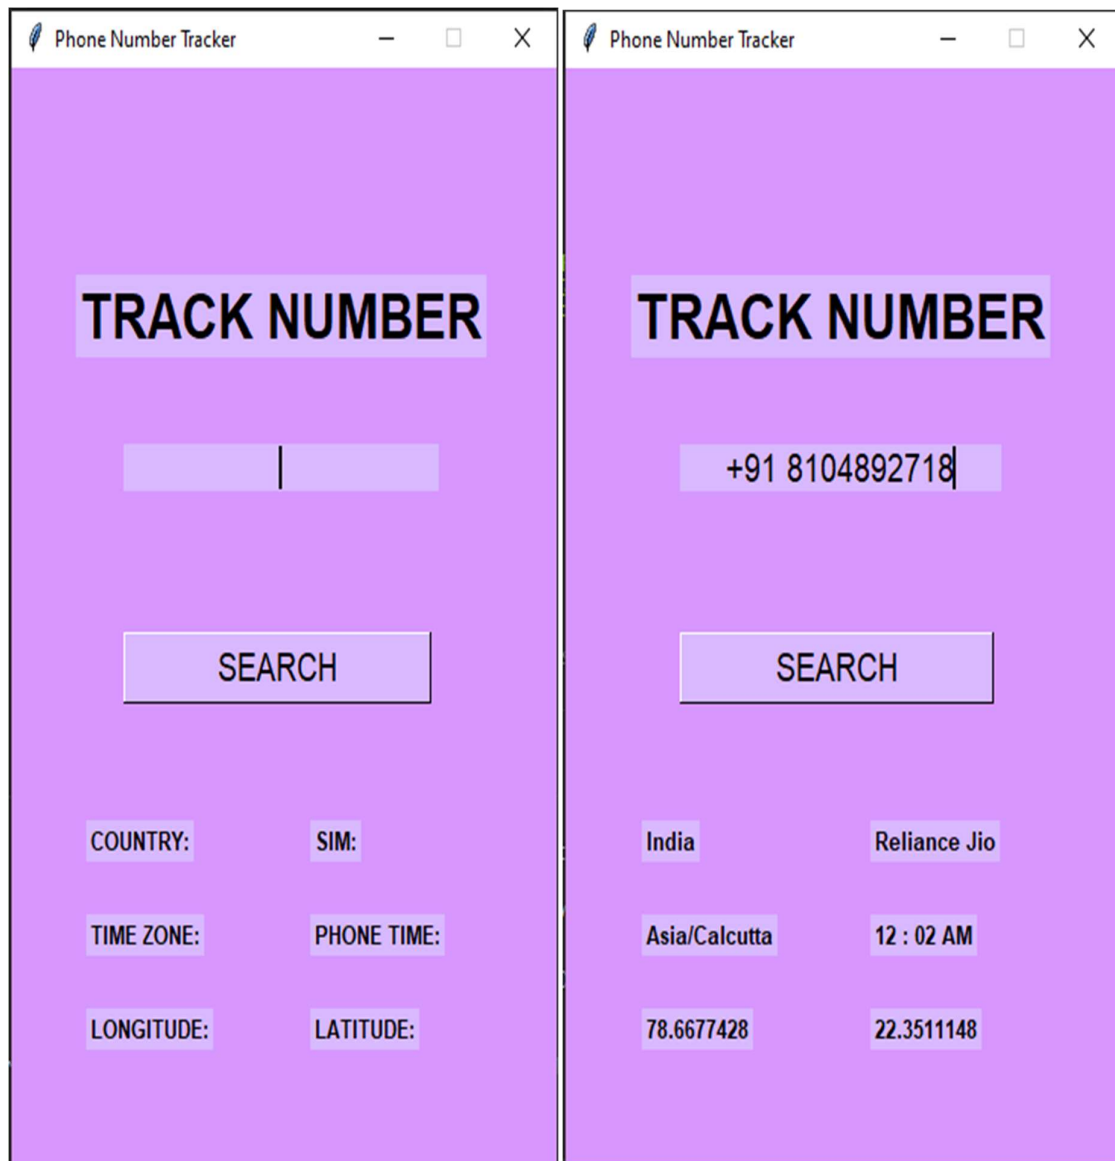 Phone Number Tracker
TRACK NUMBER
SEARCH
COUNTRY: SIM:
TIME ZONE: PHONE TIME:
LONGITUDE: LATITUDE:
Phone Number Tracker
TRACK NUMBER
+91 8104892718
SEARCH
India Reliance Jio
Asia/Calcutta 12 : 02 AM
78.6677428 22.3511148